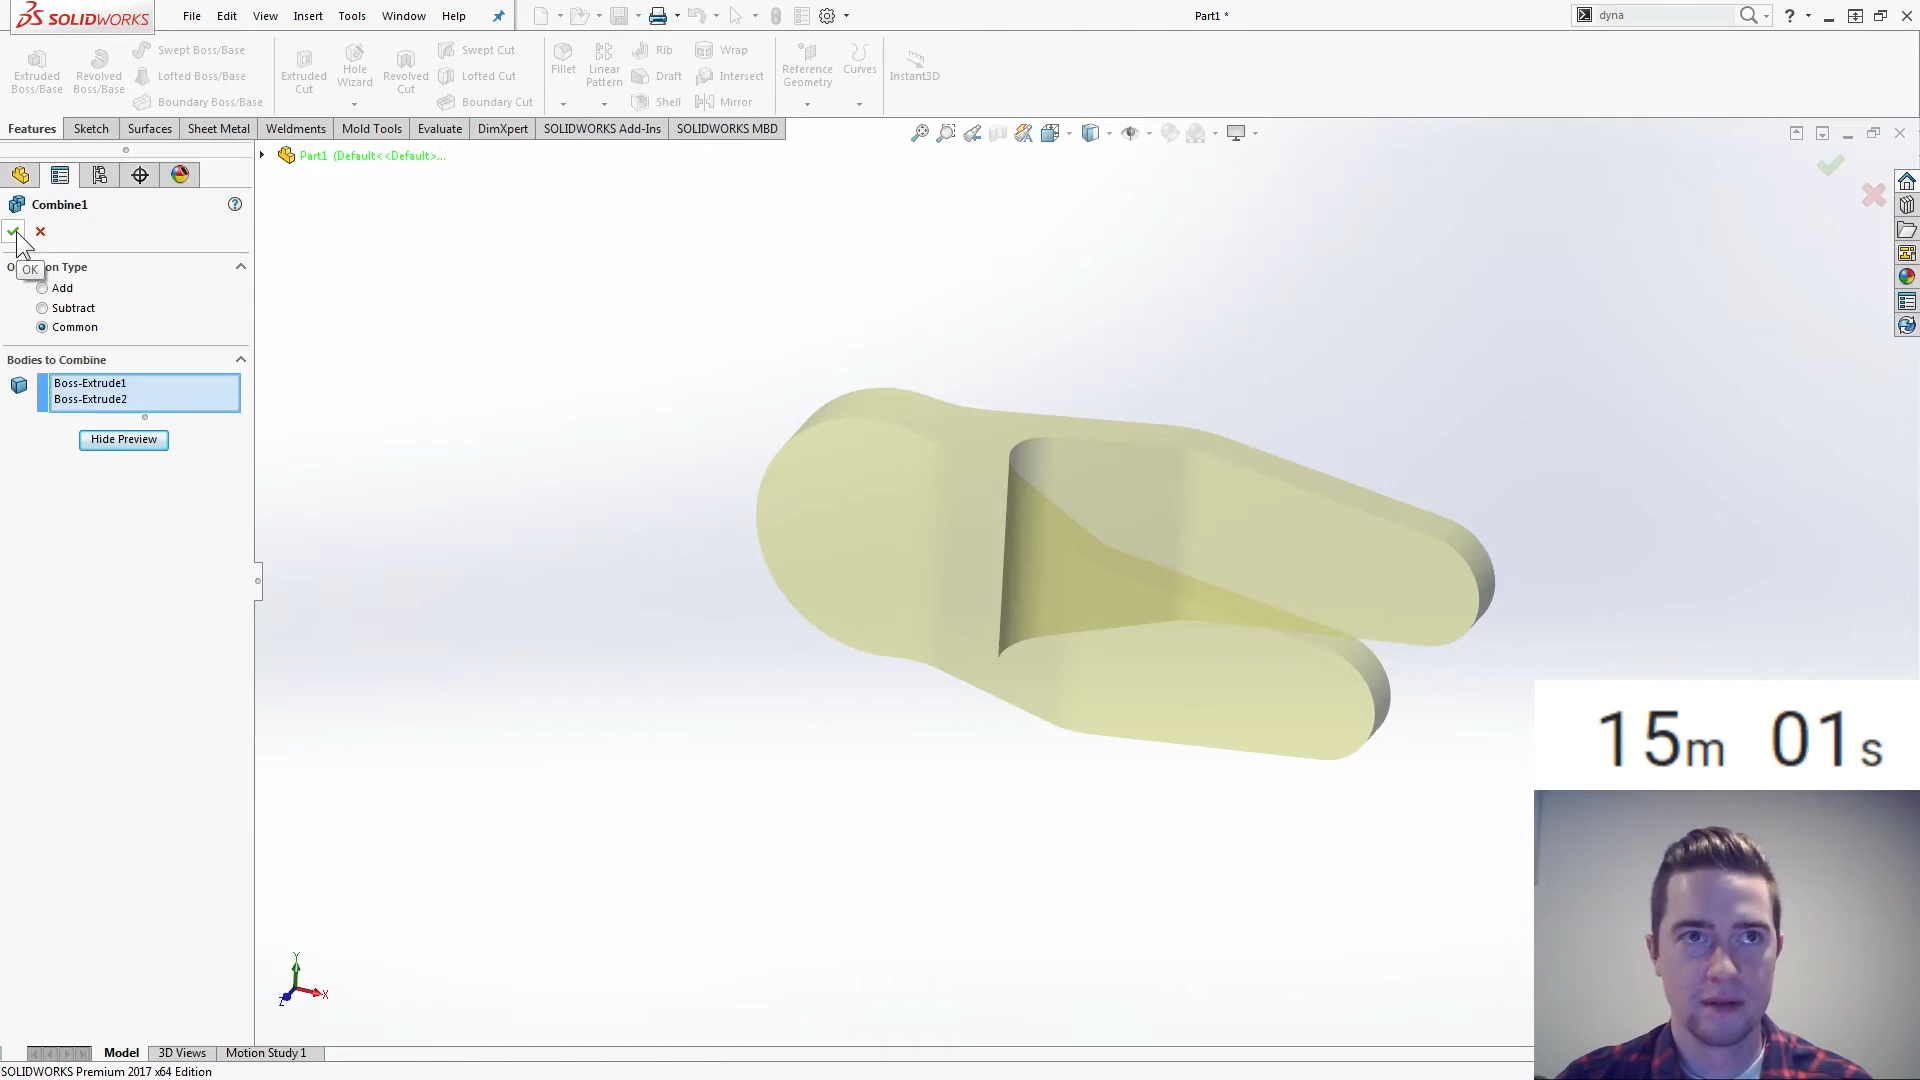 SOLIDWORKS
File Edit View Insert Tools Window Help
Part1 *
dyna
Extruded Boss/Base
Revolved Boss/Base
Swept Boss/Base
Lofted Boss/Base
Boundary Boss/Base
Extruded Cut
Hole Wizard
Revolved Cut
Swept Cut
Lofted Cut
Boundary Cut
Fillet
Linear Pattern
Rib
Draft
Shell
Wrap
Intersect
Mirror
Reference Geometry
Curves
Instant3D
Features Sketch Surfaces Sheet Metal Weldments Mold Tools Evaluate DimXpert SOLIDWORKS Add-Ins SOLIDWORKS MBD
Part1 (Default<<Default>...
Combine1
OK
on Type
Add
Subtract
Common
Bodies to Combine
Boss-Extrude1
Boss-Extrude2
Hide Preview
15m 01s
Y
X
Z
Model 3D Views Motion Study 1
SOLIDWORKS Premium 2017 x64 Edition